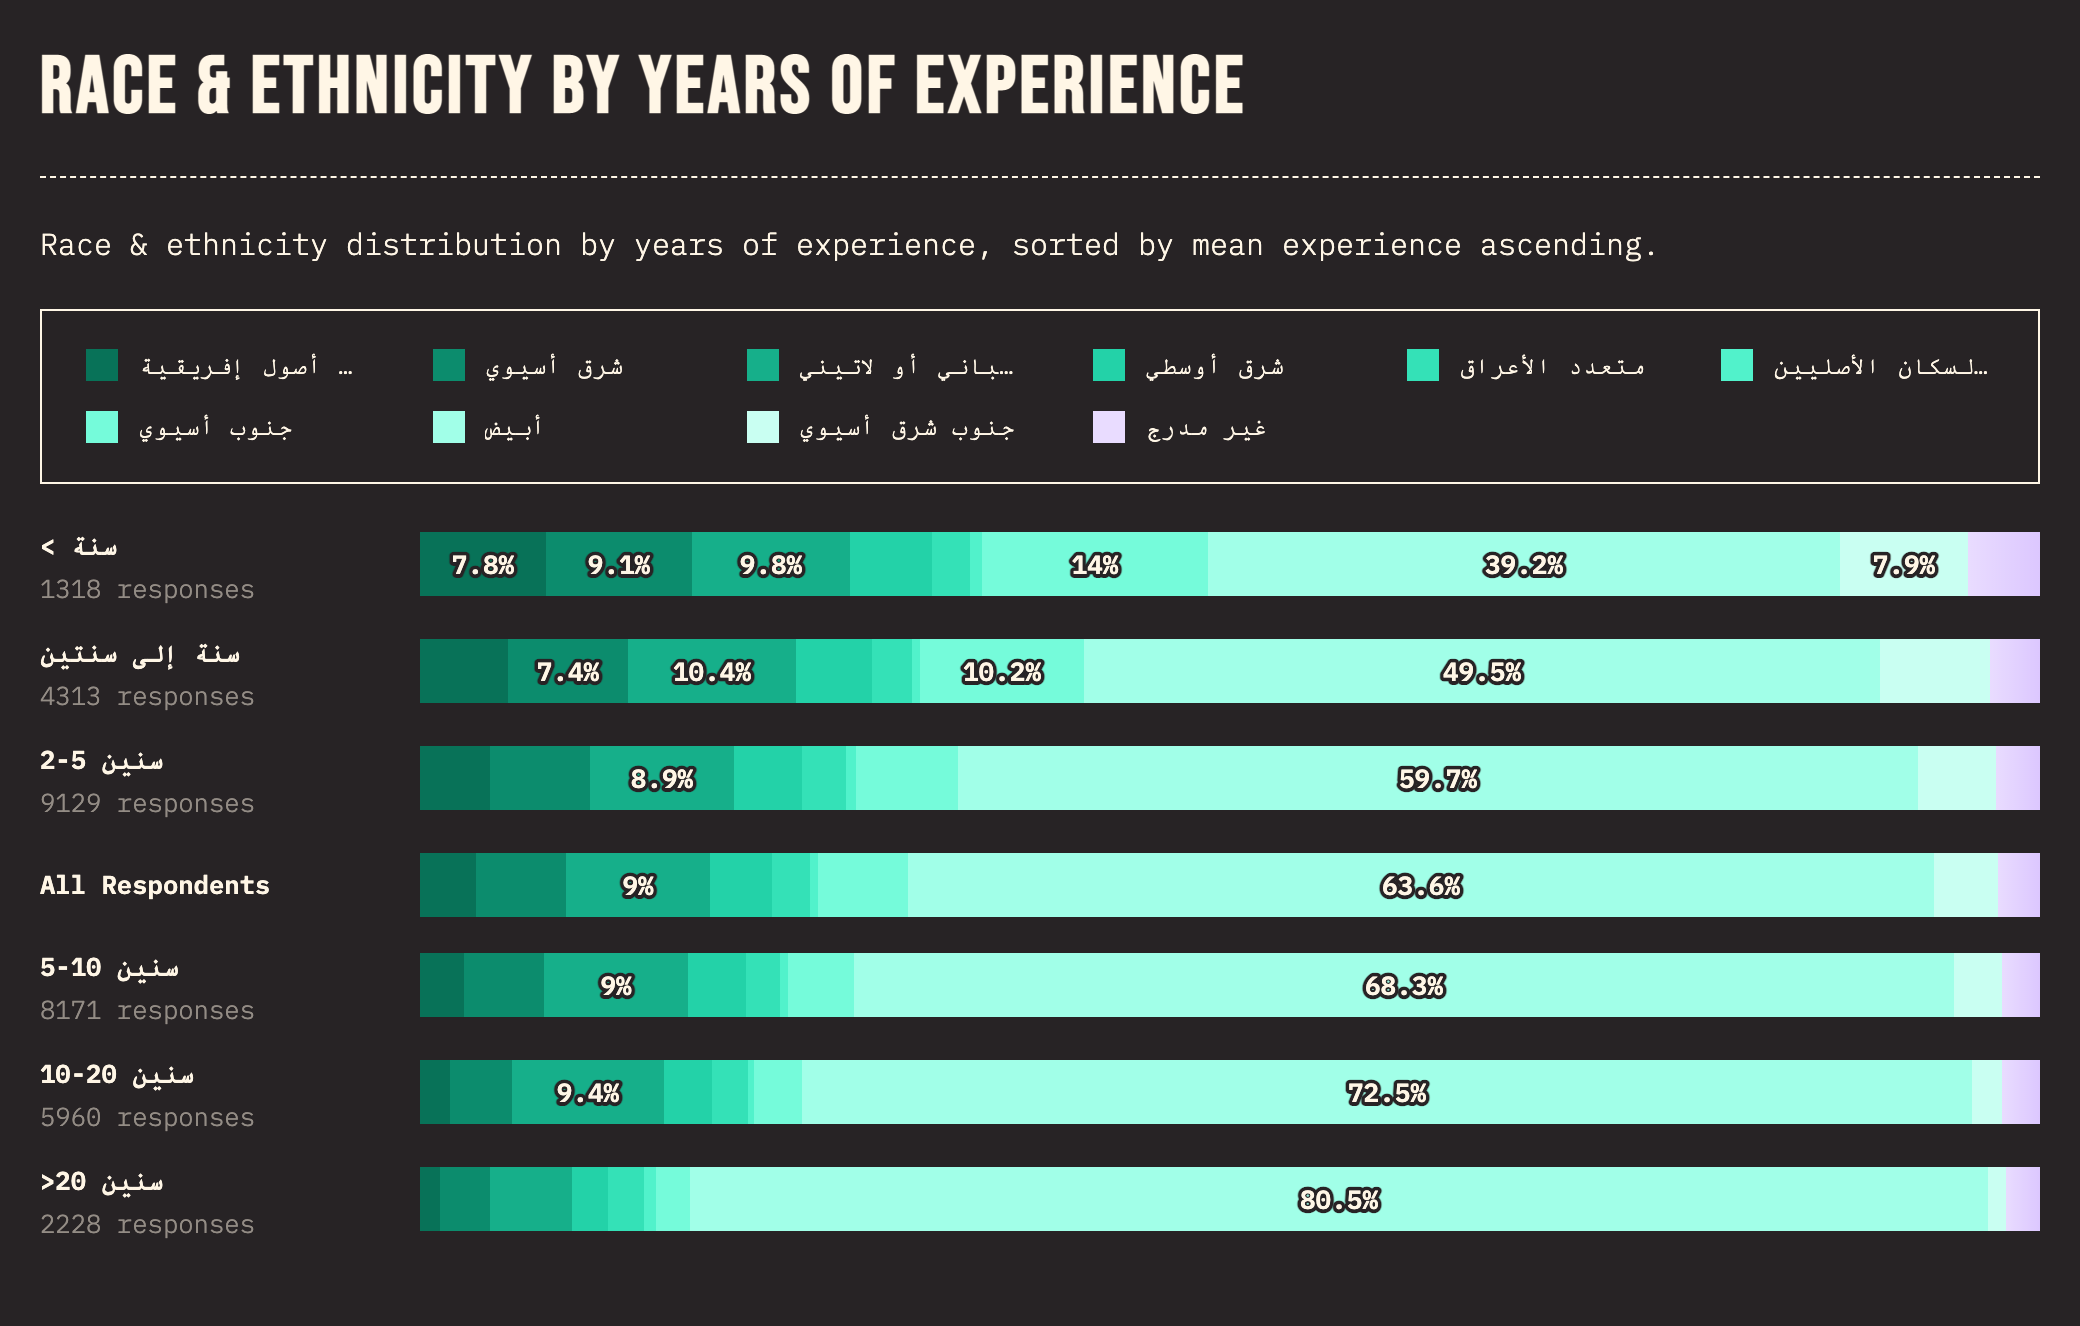 RACE & ETHNICITY BY YEARS OF EXPERIENCE
Race & ethnicity distribution by years of experience, sorted by mean experience ascending.
أصول إفريقية …
شرق أسيوي
…باني أو لاتيني
شرق أوسطي
متعدد الأعراق
…لسكان الأصليين
جنوب أسيوي
أبيض
جنوب شرق أسيوي
غير مدرج
< سنة
1318 responses
7.8% 9.1% 9.8% 14% 39.2% 7.9%
سنة إلى سنتين
4313 responses
7.4% 10.4% 10.2% 49.5%
2-5 سنين
9129 responses
8.9% 59.7%
All Respondents
9% 63.6%
5-10 سنين
8171 responses
9% 68.3%
10-20 سنين
5960 responses
9.4% 72.5%
>20 سنين
2228 responses
80.5%